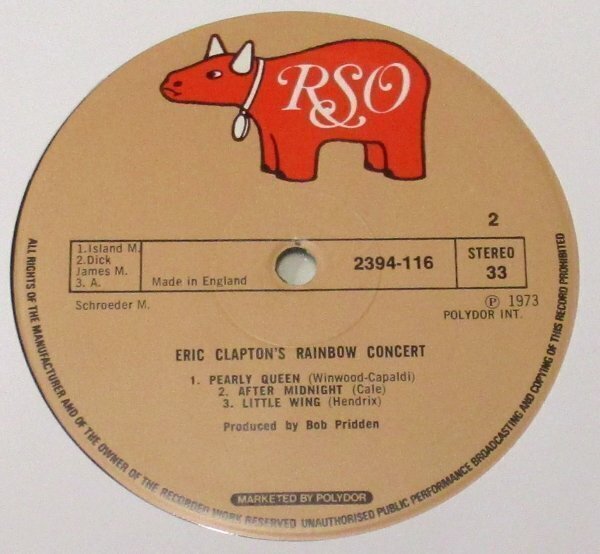 RSO
2
1. Island M.
2. Dick
James M.
3. A.
Schroeder M.
Made in England
2394-116
STEREO
33
Ⓟ 1973
POLYDOR INT.
ERIC CLAPTON'S RAINBOW CONCERT
1. PEARLY QUEEN (Winwood-Capaldi)
2. AFTER MIDNIGHT (Cale)
3. LITTLE WING (Hendrix)
Produced by Bob Pridden
MARKETED BY POLYDOR
ALL RIGHTS OF THE MANUFACTURER AND OF THE OWNER OF THE RECORDED WORK RESERVED UNAUTHORISED PUBLIC PERFORMANCE BROADCASTING AND COPYING OF THIS RECORD PROHIBITED